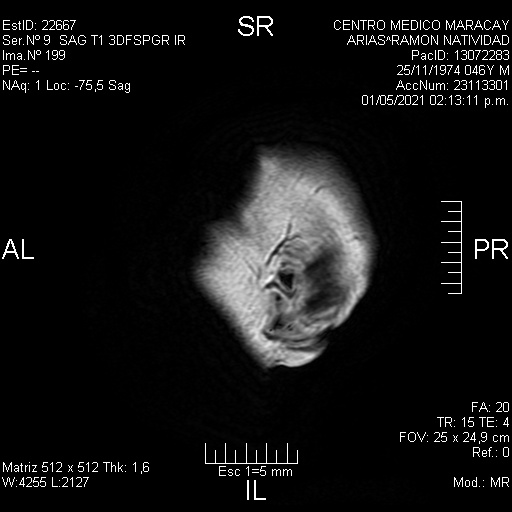 EstID: 22667
Ser.Nº 9 SAG T1 3DFSPGR IR
Ima.Nº 199
PE= --
NAq: 1 Loc: -75,5 Sag
SR
CENTRO MEDICO MARACAY
ARIAS^RAMON NATIVIDAD
PacID: 13072283
25/11/1974 046Y M
AccNum: 23113301
01/05/2021 02:13:11 p.m.
AL
PR
FA: 20
TR: 15 TE: 4
FOV: 25 x 24,9 cm
Ref.: 0
Matriz 512 x 512 Thk: 1,6
W:4255 L:2127
Esc 1=5 mm
IL
Mod.: MR